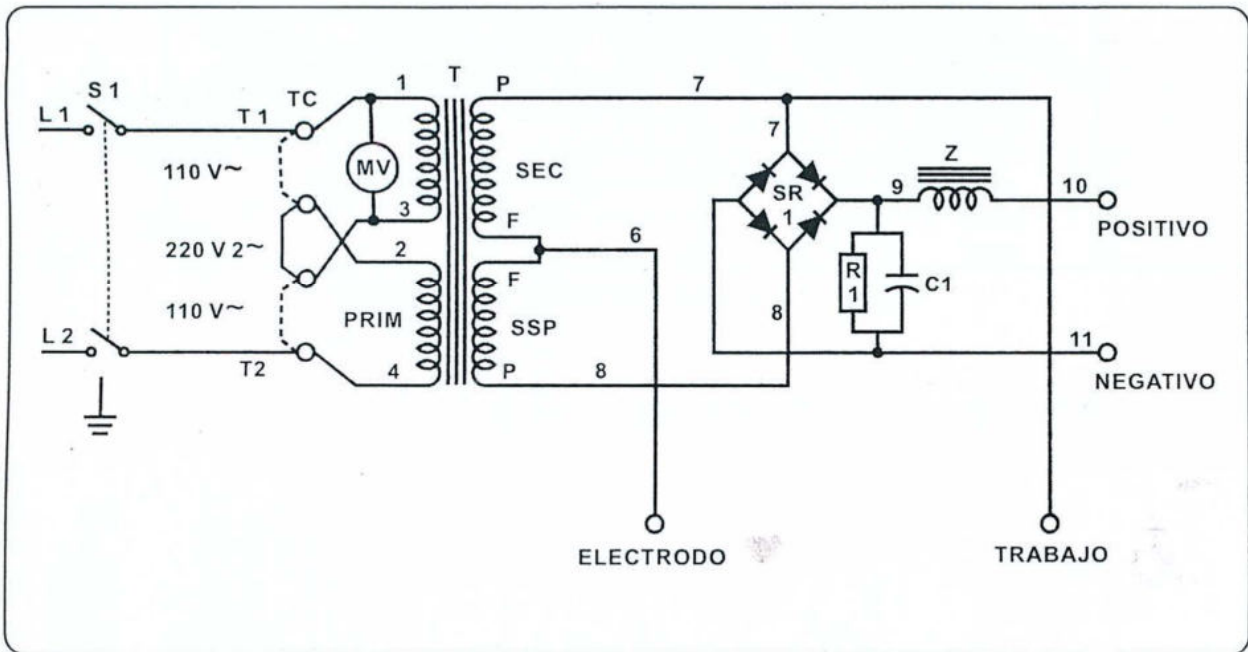 S 1
L 1
T 1
TC
1
T
P
7
110 V~
MV
SEC
7
SR
1
9
Z
10
POSITIVO
3
F
6
220 V 2~
2
F
R
1
C1
110 V~
PRIM
SSP
8
L 2
T2
4
P
8
11
NEGATIVO
ELECTRODO
TRABAJO